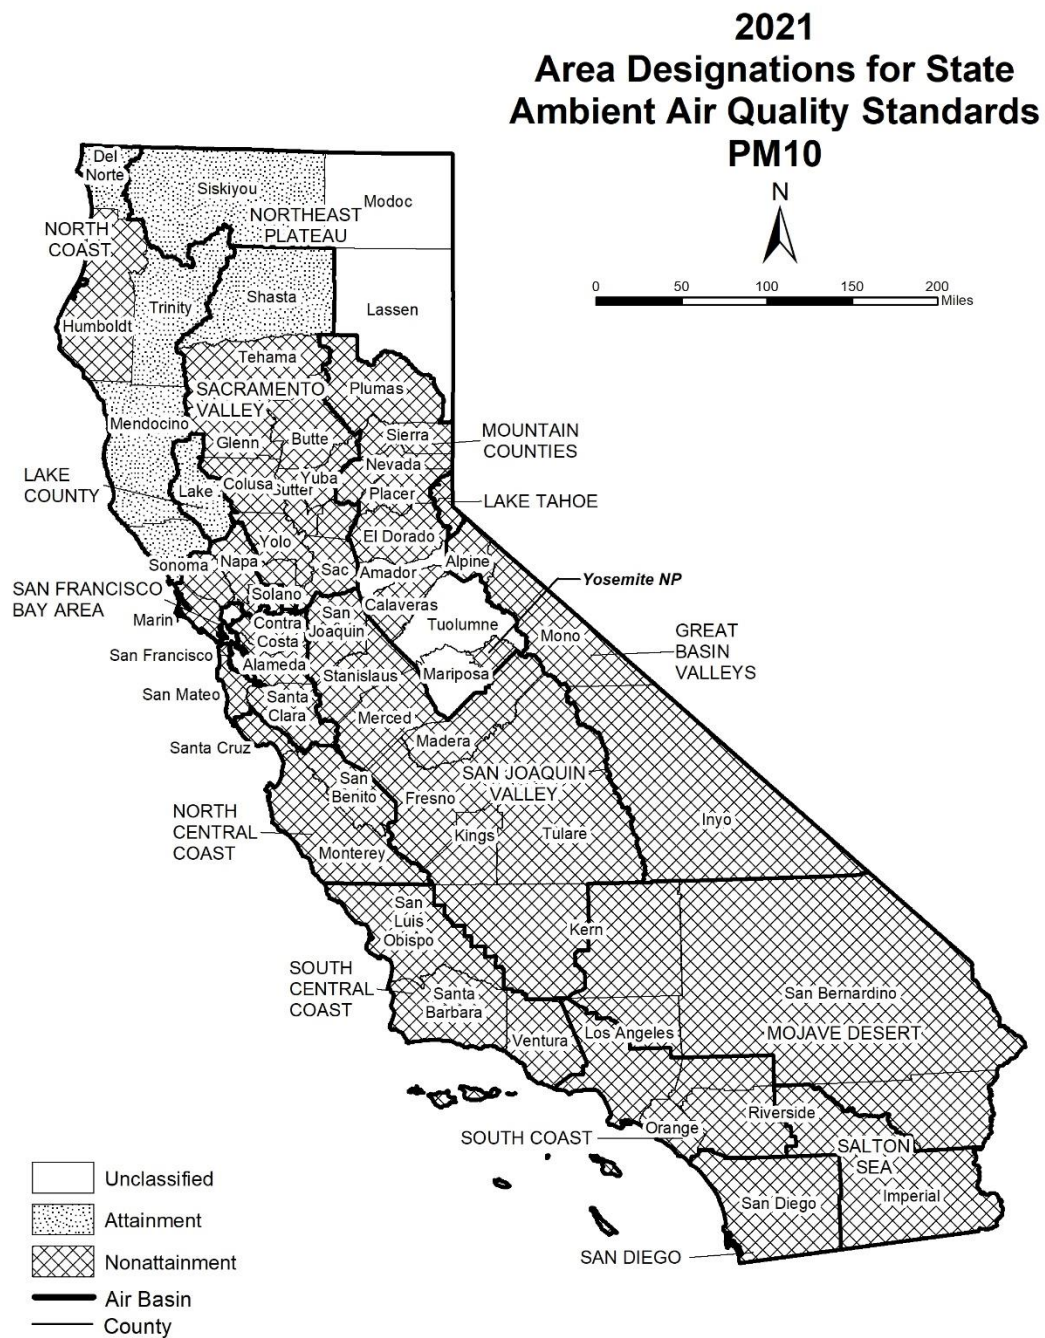 2021
Area Designations for State
Ambient Air Quality Standards
PM10
N
0 50 100 150 200
Miles
Del
Norte
Siskiyou
Modoc
NORTHEAST
PLATEAU
NORTH
COAST
Trinity
Shasta
Lassen
Humboldt
Tehama
SACRAMENTO
VALLEY
Plumas
Mendocino
Glenn
Butte
Sierra
MOUNTAIN
COUNTIES
Nevada
LAKE
COUNTY
Lake
Colusa
Yuba
Sutter
Placer
LAKE TAHOE
Yolo
El Dorado
Sonoma
Napa
Sac
Amador
Alpine
Yosemite NP
SAN FRANCISCO
BAY AREA
Solano
Calaveras
Marin
Contra
Costa
San
Joaquin
Tuolumne
Mono
GREAT
BASIN
VALLEYS
San Francisco
Alameda
Stanislaus
Mariposa
San Mateo
Santa
Clara
Merced
Santa Cruz
Madera
San
Benito
Fresno
SAN JOAQUIN
VALLEY
NORTH
CENTRAL
COAST
Monterey
Kings
Tulare
Inyo
San
Luis
Obispo
Kern
SOUTH
CENTRAL
COAST
Santa
Barbara
San Bernardino
Ventura
Los Angeles
MOJAVE DESERT
Riverside
Orange
SOUTH COAST
SALTON
SEA
San Diego
Imperial
SAN DIEGO
Unclassified
Attainment
Nonattainment
Air Basin
County